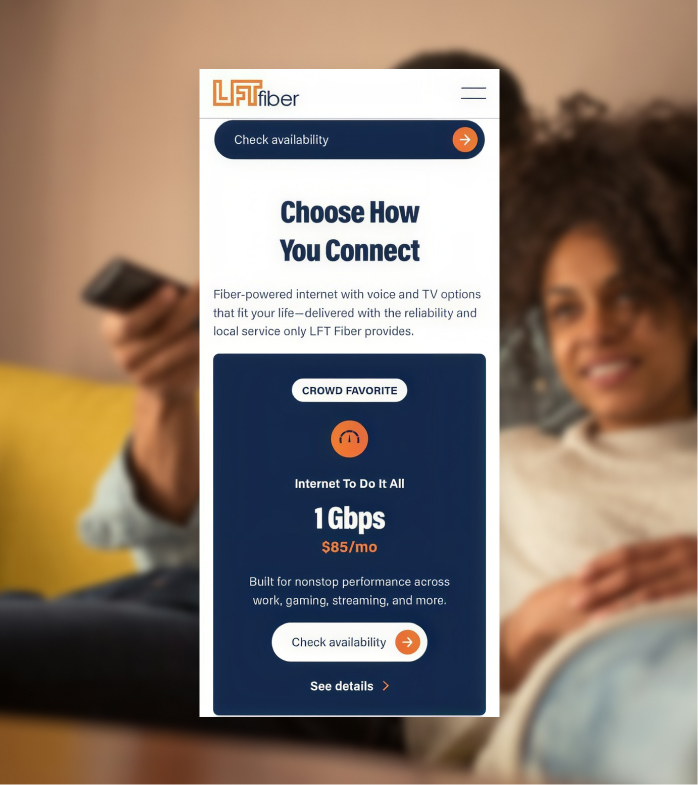 LFT fiber
Check availability
Choose How
You Connect
Fiber-powered internet with voice and TV options
that fit your life—delivered with the reliability and
local service only LFT Fiber provides.
CROWD FAVORITE
Internet To Do It All
1 Gbps
$85/mo
Built for nonstop performance across
work, gaming, streaming, and more.
Check availability
See details